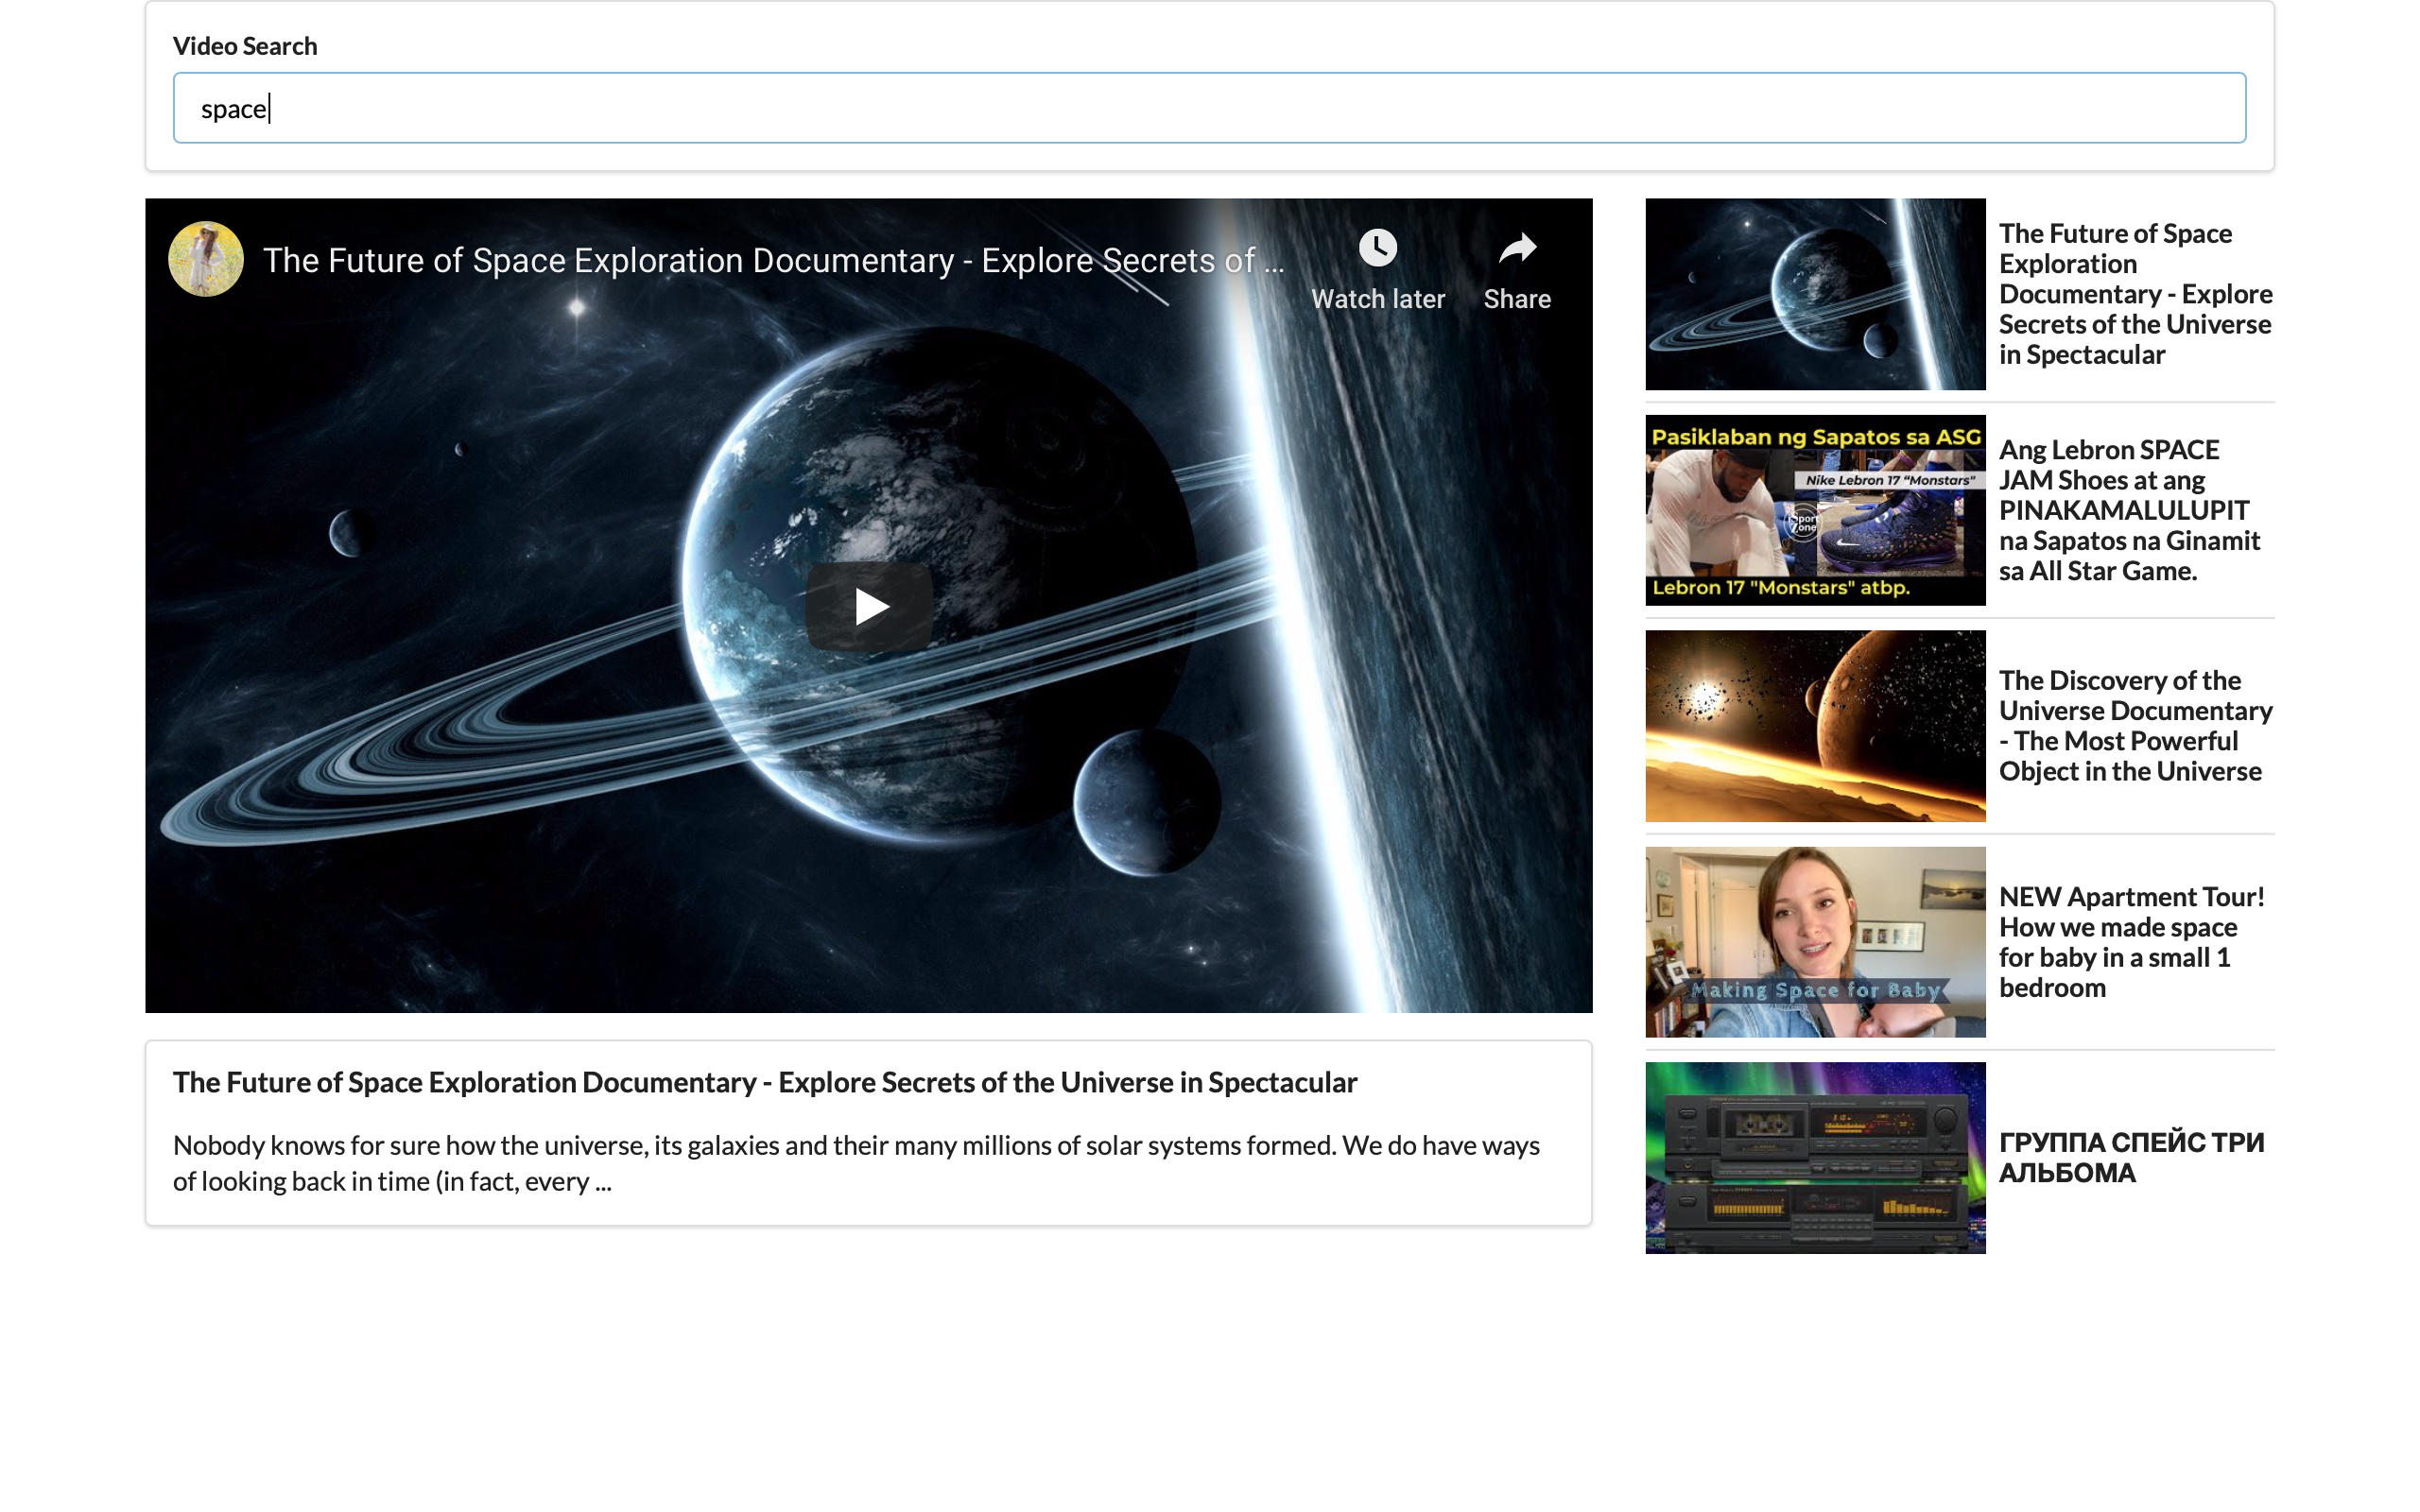 Video Search
space
The Future of Space Exploration Documentary - Explore Secrets of ...
Watch later
Share
The Future of Space Exploration Documentary - Explore Secrets of the Universe in Spectacular
Nobody knows for sure how the universe, its galaxies and their many millions of solar systems formed. We do have ways
of looking back in time (in fact, every ...
The Future of Space
Exploration
Documentary - Explore
Secrets of the Universe
in Spectacular
Pasiklaban ng Sapatos sa ASG
Nike Lebron 17 "Monstars"
Sport
Zone
Lebron 17 "Monstars" atbp.
Ang Lebron SPACE
JAM Shoes at ang
PINAKAMALULUPIT
na Sapatos na Ginamit
sa All Star Game.
The Discovery of the
Universe Documentary
- The Most Powerful
Object in the Universe
Making Space for Baby
NEW Apartment Tour!
How we made space
for baby in a small 1
bedroom
ГРУППА СПЕЙС ТРИ
АЛЬБОМА